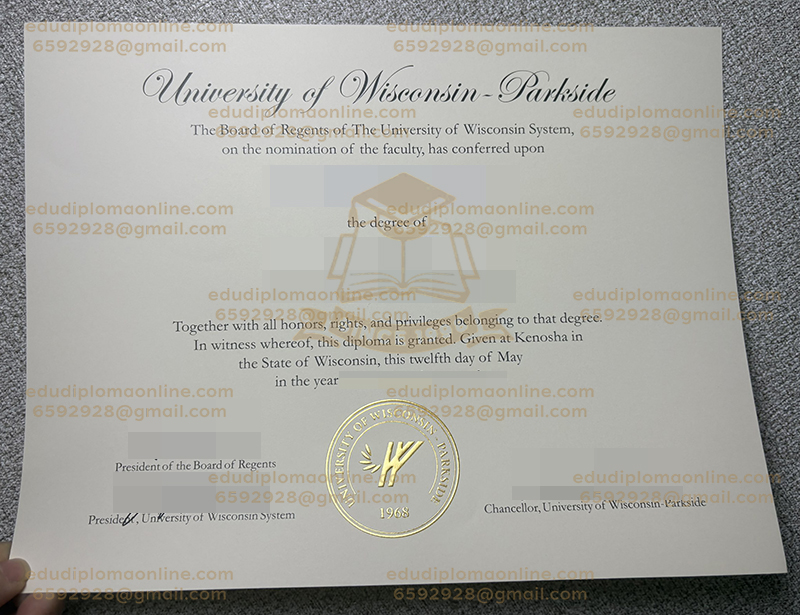 edudiplomaonline.com edudiplomaonline.com
6592928@gmail.com 6592928@gmail.com
University of Wisconsin-Parkside
edudiplomaonline.com edudiplomaonline.com
The Board of Regents of The University of Wisconsin System,
6592928@gmail.com 6592928@gmail.com
on the nomination of the faculty, has conferred upon
edudiplomaonline.com edudiplomaonline.com
the degree of
6592928@gmail.com 6592928@gmail.com
edudiplomaonline.com edudiplomaonline.com
6592928@gmail.com 6592928@gmail.com
Together with all honors, rights, and privileges belonging to that degree.
In witness whereof, this diploma is granted. Given at Kenosha in
the State of Wisconsin, this twelfth day of May
in the year
edudiplomaonline.com edudiplomaonline.com
6592928@gmail.com 6592928@gmail.com
UNIVERSITY OF WISCONSIN - PARKSIDE
1968
President of the Board of Regents
edudiplomaonline.com edudiplomaonline.com
6592928@gmail.com 6592928@gmail.com
President, University of Wisconsin System
Chancellor, University of Wisconsin-Parkside
edudiplomaonline.com edudiplomaonline.com
6592928@gmail.com 6592928@gmail.com